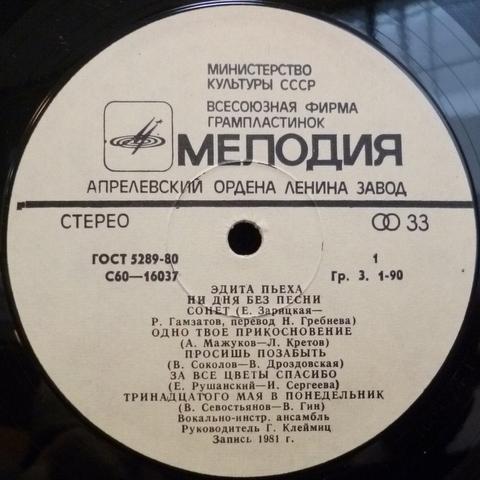 МИНИСТЕРСТВО
КУЛЬТУРЫ СССР
ВСЕСОЮЗНАЯ ФИРМА
ГРАМПЛАСТИНОК
МЕЛОДИЯ
АПРЕЛЕВСКИЙ ОРДЕНА ЛЕНИНА ЗАВОД
СТЕРЕО 33
ГОСТ 5289-80 1
С60—16037 Гр. 3. 1-90
ЭДИТА ПЬЕХА
НИ ДНЯ БЕЗ ПЕСНИ
СОНЕТ (Е. Зарицкая—
Р. Гамзатов, перевод Н. Гребнева)
ОДНО ТВОЕ ПРИКОСНОВЕНИЕ
(А. Мажуков—Л. Кретов)
ПРОСИШЬ ПОЗАБЫТЬ
(В. Соколов—В. Дроздовская)
ЗА ВСЕ ЦВЕТЫ СПАСИБО
(Е. Рушанский—И. Сергеева)
ТРИНАДЦАТОГО МАЯ В ПОНЕДЕЛЬНИК
(В. Севостьянов—В. Гин)
Вокально-инстр. ансамбль
Руководитель Г. Клеймиц
Запись 1981 г.